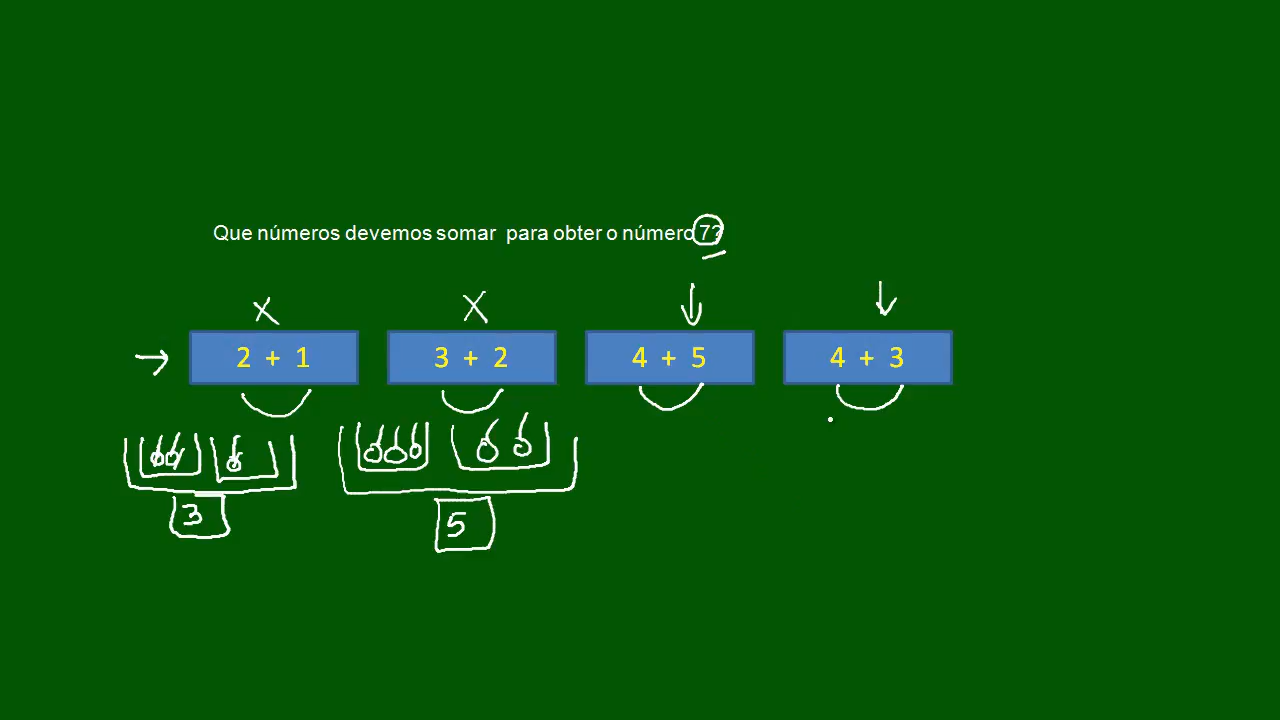 Que números devemos somar para obter o número 7?
X X
2 + 1 3 + 2 4 + 5 4 + 3
3 5